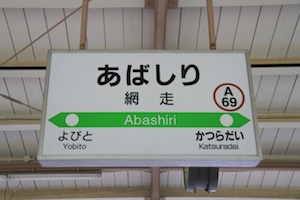 あばしり
網走
A
69
Abashiri
よびと かつらだい
Yobito Katsuradai